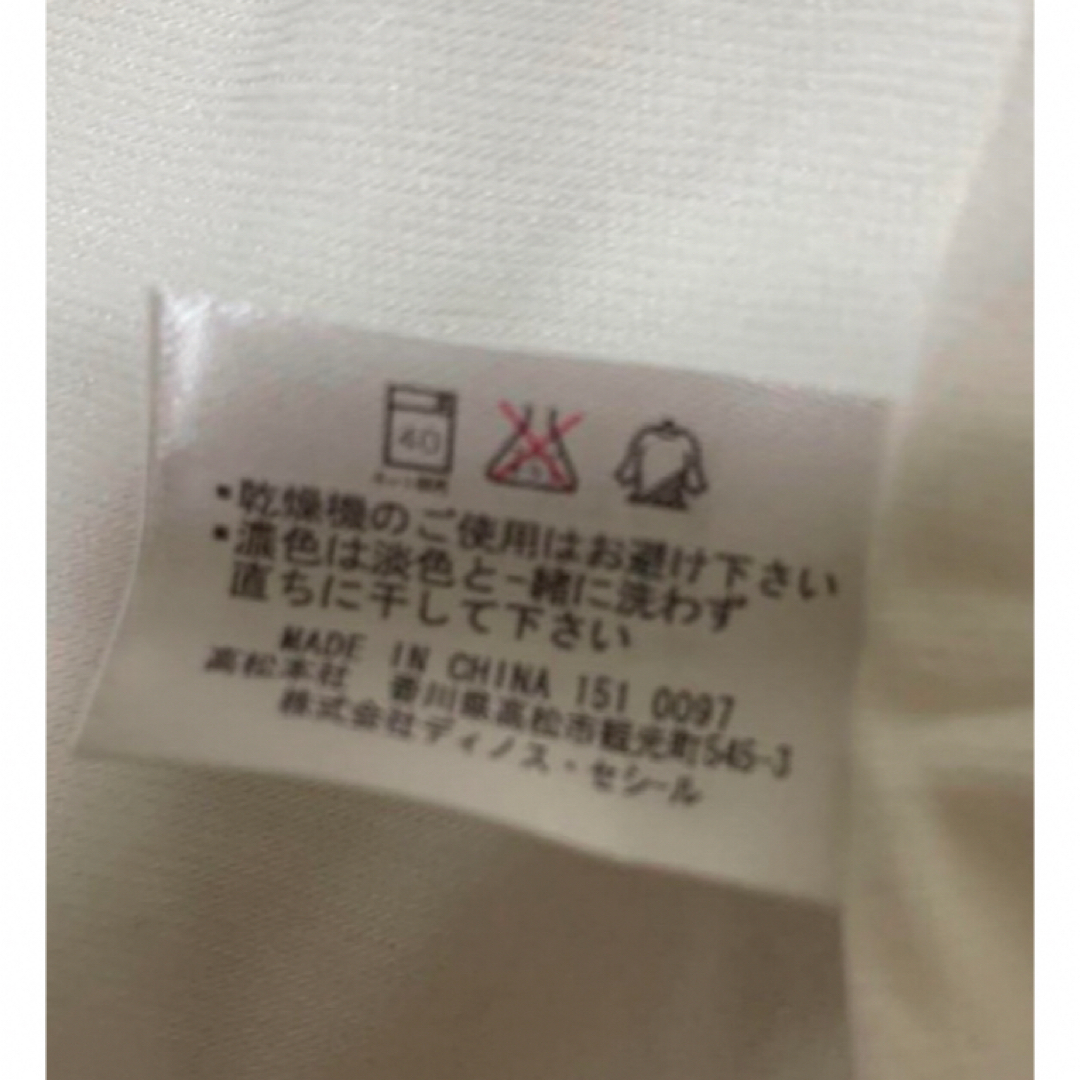 40
・乾燥機のご使用はお避け下さい
・濃色は淡色と一緒に洗わず
直ちに干して下さい
MADE IN CHINA 151 0097
高松本社 香川県高松市観光町545-3
株式会社ディノス・セシール